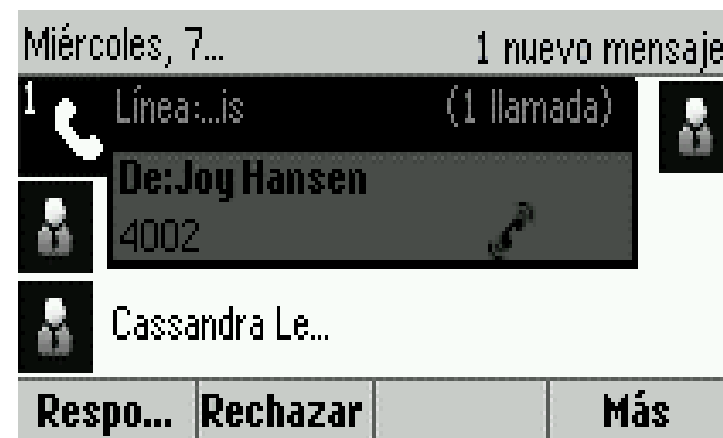 Miércoles, 7... 1 nuevo mensaje
1 Línea:...is (1 llamada)
De:Joy Hansen
4002
Cassandra Le...
Respo... Rechazar Más